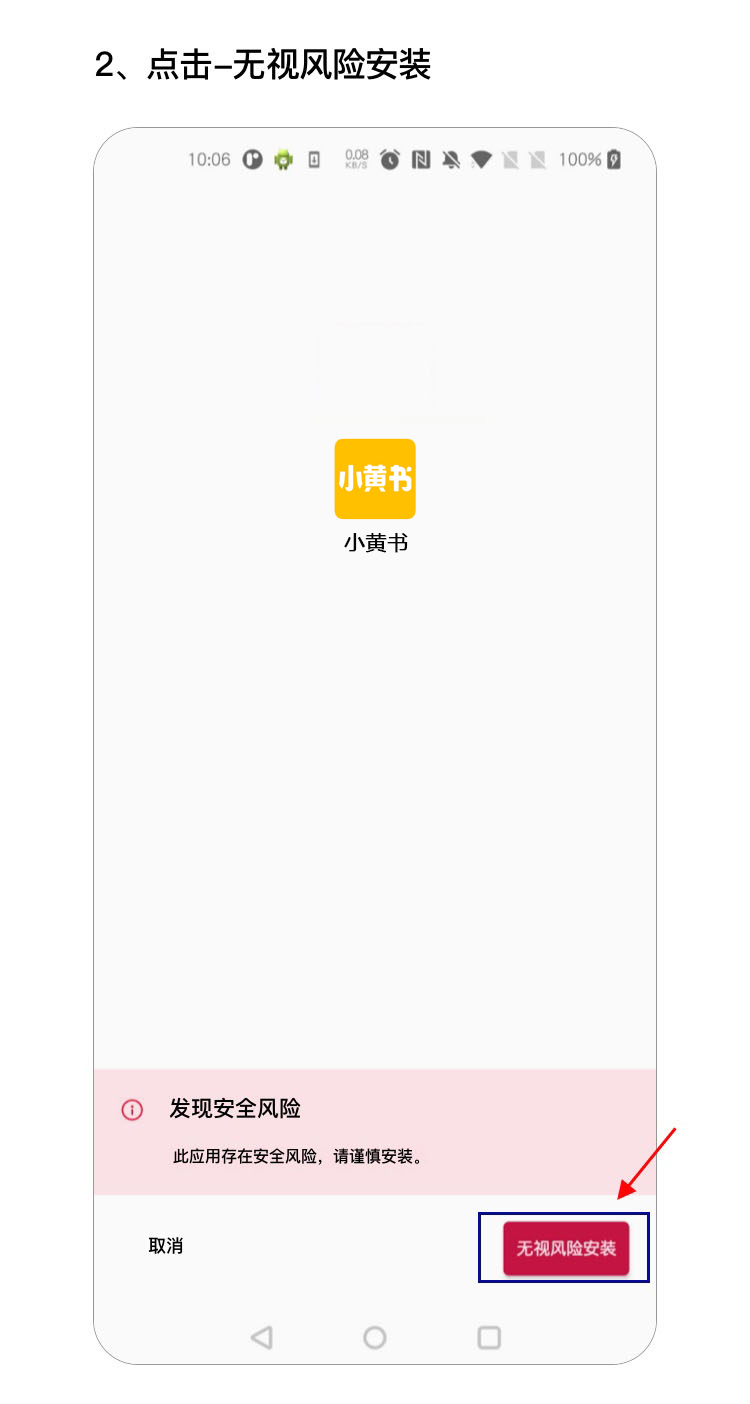 2、点击–无视风险安装
10:06 0.08 KB/S 100%
小黄书
小黄书
发现安全风险
此应用存在安全风险，请谨慎安装。
取消 无视风险安装